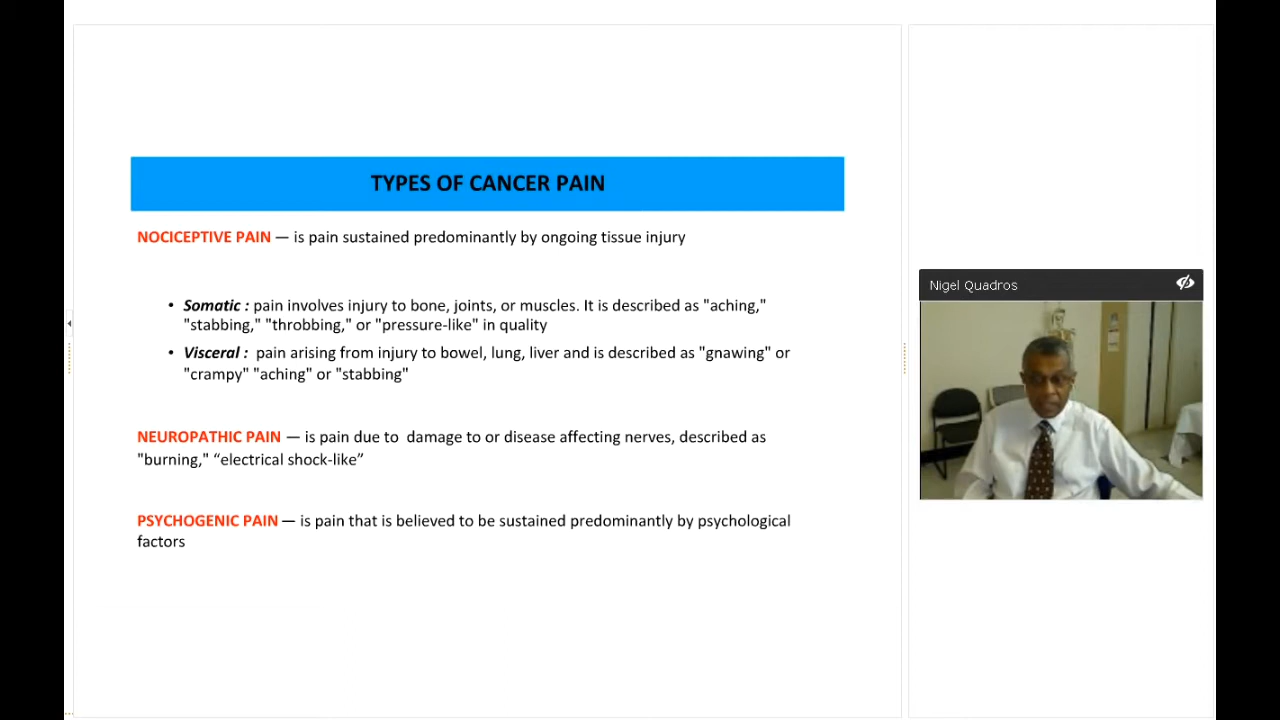 TYPES OF CANCER PAIN
NOCICEPTIVE PAIN — is pain sustained predominantly by ongoing tissue injury
• Somatic : pain involves injury to bone, joints, or muscles. It is described as "aching,"
"stabbing," "throbbing," or "pressure-like" in quality
• Visceral :  pain arising from injury to bowel, lung, liver and is described as "gnawing" or
"crampy" "aching" or "stabbing"
NEUROPATHIC PAIN — is pain due to  damage to or disease affecting nerves, described as
"burning," “electrical shock-like”
PSYCHOGENIC PAIN — is pain that is believed to be sustained predominantly by psychological
factors
Nigel Quadros